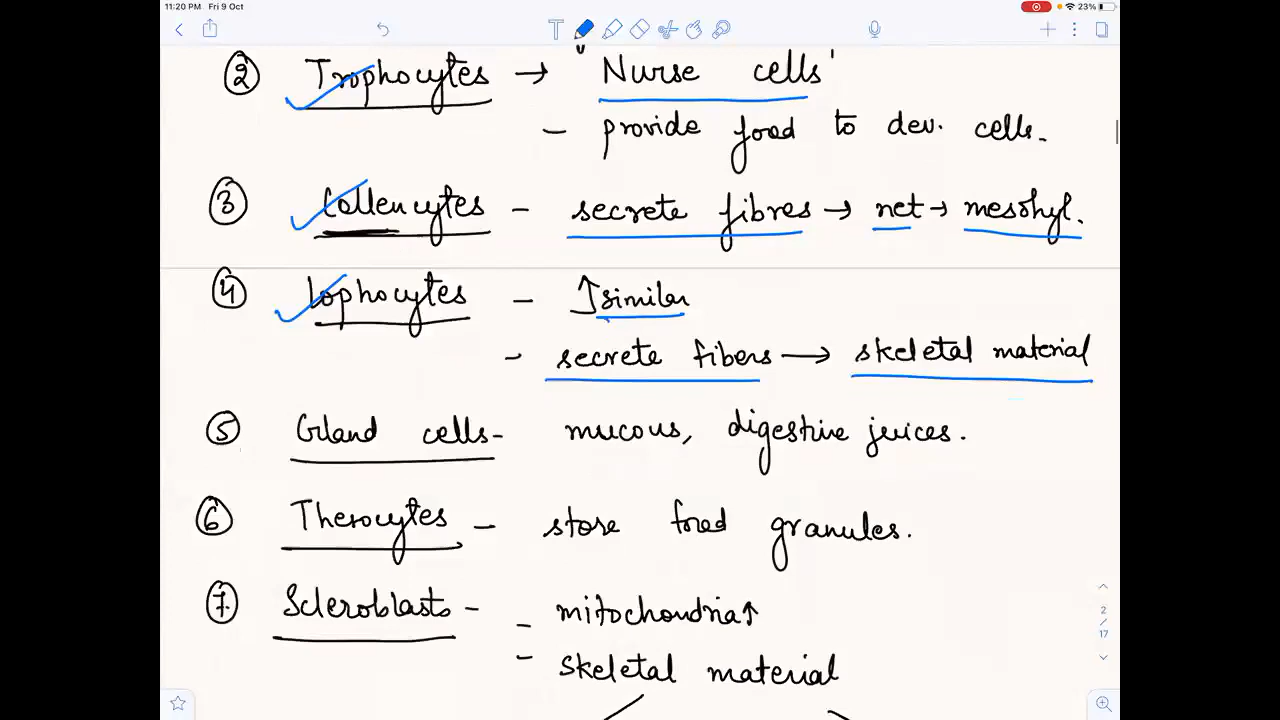 11:20 PM Fri 9 Oct
23%
② Trophocytes → "Nurse cells'
- provide food to dev. cells.
③ Collencytes - secrete fibres → net → mesohyl.
④ lophocytes - ↑similar
- secrete fibers → skeletal material
⑤ Gland cells- mucous, digestive juices.
⑥ Therocytes - store food granules.
⑦ Scleroblasts - - mitochondria↑
- skeletal material
2
/
17